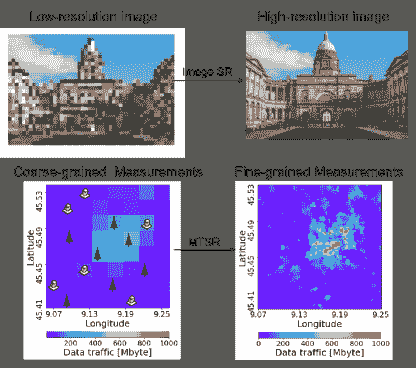 Low-resolution image
High-resolution image
Image SR
Coarse-grained Measurements
Fine-grained Measurements
MTSR
Latitude
45.53
45.49
45.45
45.41
9.07 9.13 9.19 9.25
Longitude
200 400 600 800 1000
Data traffic [Mbyte]
Latitude
45.53
45.49
45.45
45.41
9.07 9.13 9.19 9.25
Longitude
0 200 400 600 800 1000
Data traffic [Mbyte]